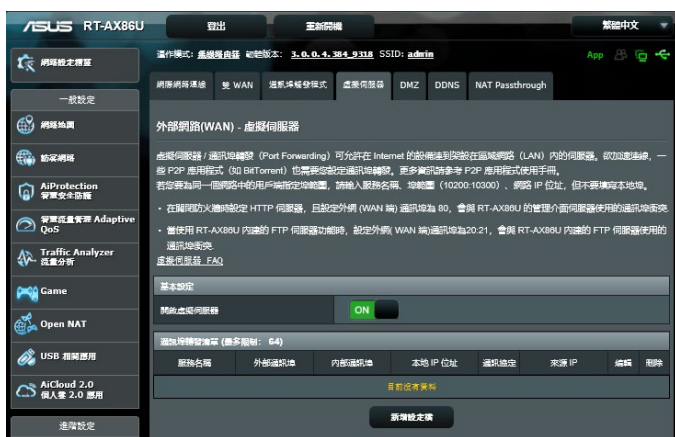 ASUS RT-AX86U
登出
重新開機
繁體中文
操作模式: 無線路由器 韌體版本: 3.0.0.4.384_9318 SSID: admin
App
網路設定精靈
一般設定
網路地圖
訪客網路
AiProtection
智慧安全防護
智慧流量管理 Adaptive
QoS
Traffic Analyzer
流量分析
Game
Open NAT
USB 相關應用
AiCloud 2.0
個人雲 2.0 應用
進階設定
網際網路連線
雙 WAN
通訊埠觸發程式
虛擬伺服器
DMZ
DDNS
NAT Passthrough
外部網路(WAN) - 虛擬伺服器
虛擬伺服器 / 通訊埠轉發（Port Forwarding）可允許在 Internet 的設備連到架設在區域網路（LAN）內的伺服器。欲加速連線，一
些 P2P 應用程式（如 BitTorrent）也需要您設定通訊埠轉發。更多資訊請參考 P2P 應用程式使用手冊。
若您要為同一個網路中的用戶端指定埠範圍，請輸入服務名稱、埠範圍（10200:10300）、網路 IP 位址，但不要填寫本地埠。
• 在開啟防火牆時設定 HTTP 伺服器，且設定外網 (WAN 端) 通訊埠為 80，會與 RT-AX86U 的管理介面伺服器使用的通訊埠衝突.
• 當使用 RT-AX86U 內建的 FTP 伺服器功能時，設定外網( WAN 端)通訊埠為20:21，會與 RT-AX86U 內建的 FTP 伺服器使用的
通訊埠衝突.
虛擬伺服器 FAQ
基本設定
開啟虛擬伺服器
ON
通訊埠轉發清單 (最多限制: 64)
服務名稱
外部通訊埠
內部通訊埠
本地 IP 位址
通訊協定
來源 IP
編輯
刪除
目前沒有資料
新增設定檔